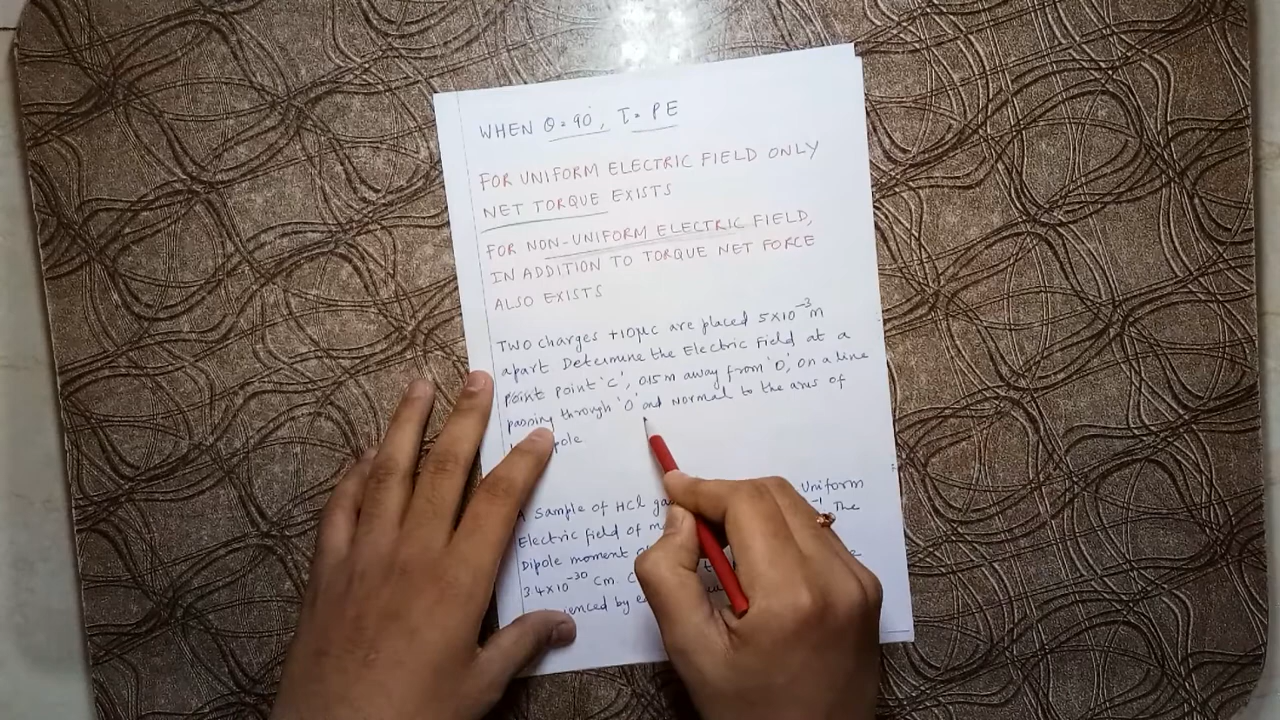 WHEN θ = 90°, τ = PE
FOR UNIFORM ELECTRIC FIELD ONLY
NET TORQUE EXISTS
FOR NON-UNIFORM ELECTRIC FIELD,
IN ADDITION TO TORQUE NET FORCE
ALSO EXISTS
TWO charges +10μC are placed 5×10⁻³m
apart Determine the Electric Field at a
point point 'C', 0.15m away from 'O', on a line
passing through 'O' and Normal to the axis of
pole
A Sample of HCl ga Uniform
Electric field of m ⁻¹. The
Dipole moment
3.4×10⁻³⁰ Cm. C
ienced by e